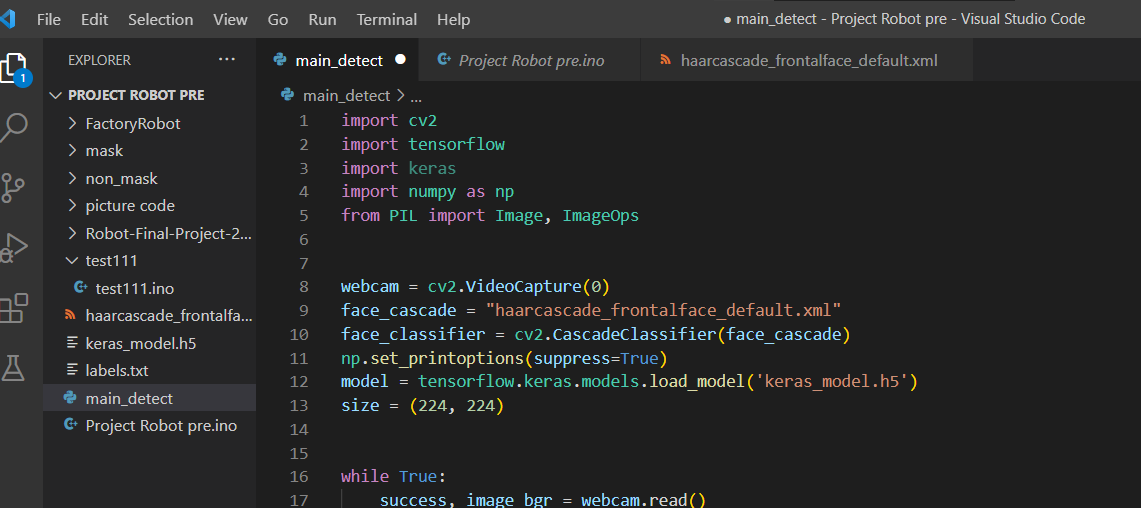 File Edit Selection View Go Run Terminal Help
● main_detect - Project Robot pre - Visual Studio Code
EXPLORER ...
main_detect ●
Project Robot pre.ino
haarcascade_frontalface_default.xml
1
PROJECT ROBOT PRE
FactoryRobot
mask
non_mask
picture code
Robot-Final-Project-2...
test111
test111.ino
haarcascade_frontalfa...
keras_model.h5
labels.txt
main_detect
Project Robot pre.ino
main_detect > ...
1 import cv2
2 import tensorflow
3 import keras
4 import numpy as np
5 from PIL import Image, ImageOps
6
7
8 webcam = cv2.VideoCapture(0)
9 face_cascade = "haarcascade_frontalface_default.xml"
10 face_classifier = cv2.CascadeClassifier(face_cascade)
11 np.set_printoptions(suppress=True)
12 model = tensorflow.keras.models.load_model('keras_model.h5')
13 size = (224, 224)
14
15
16 while True:
17 success, image_bgr = webcam.read()